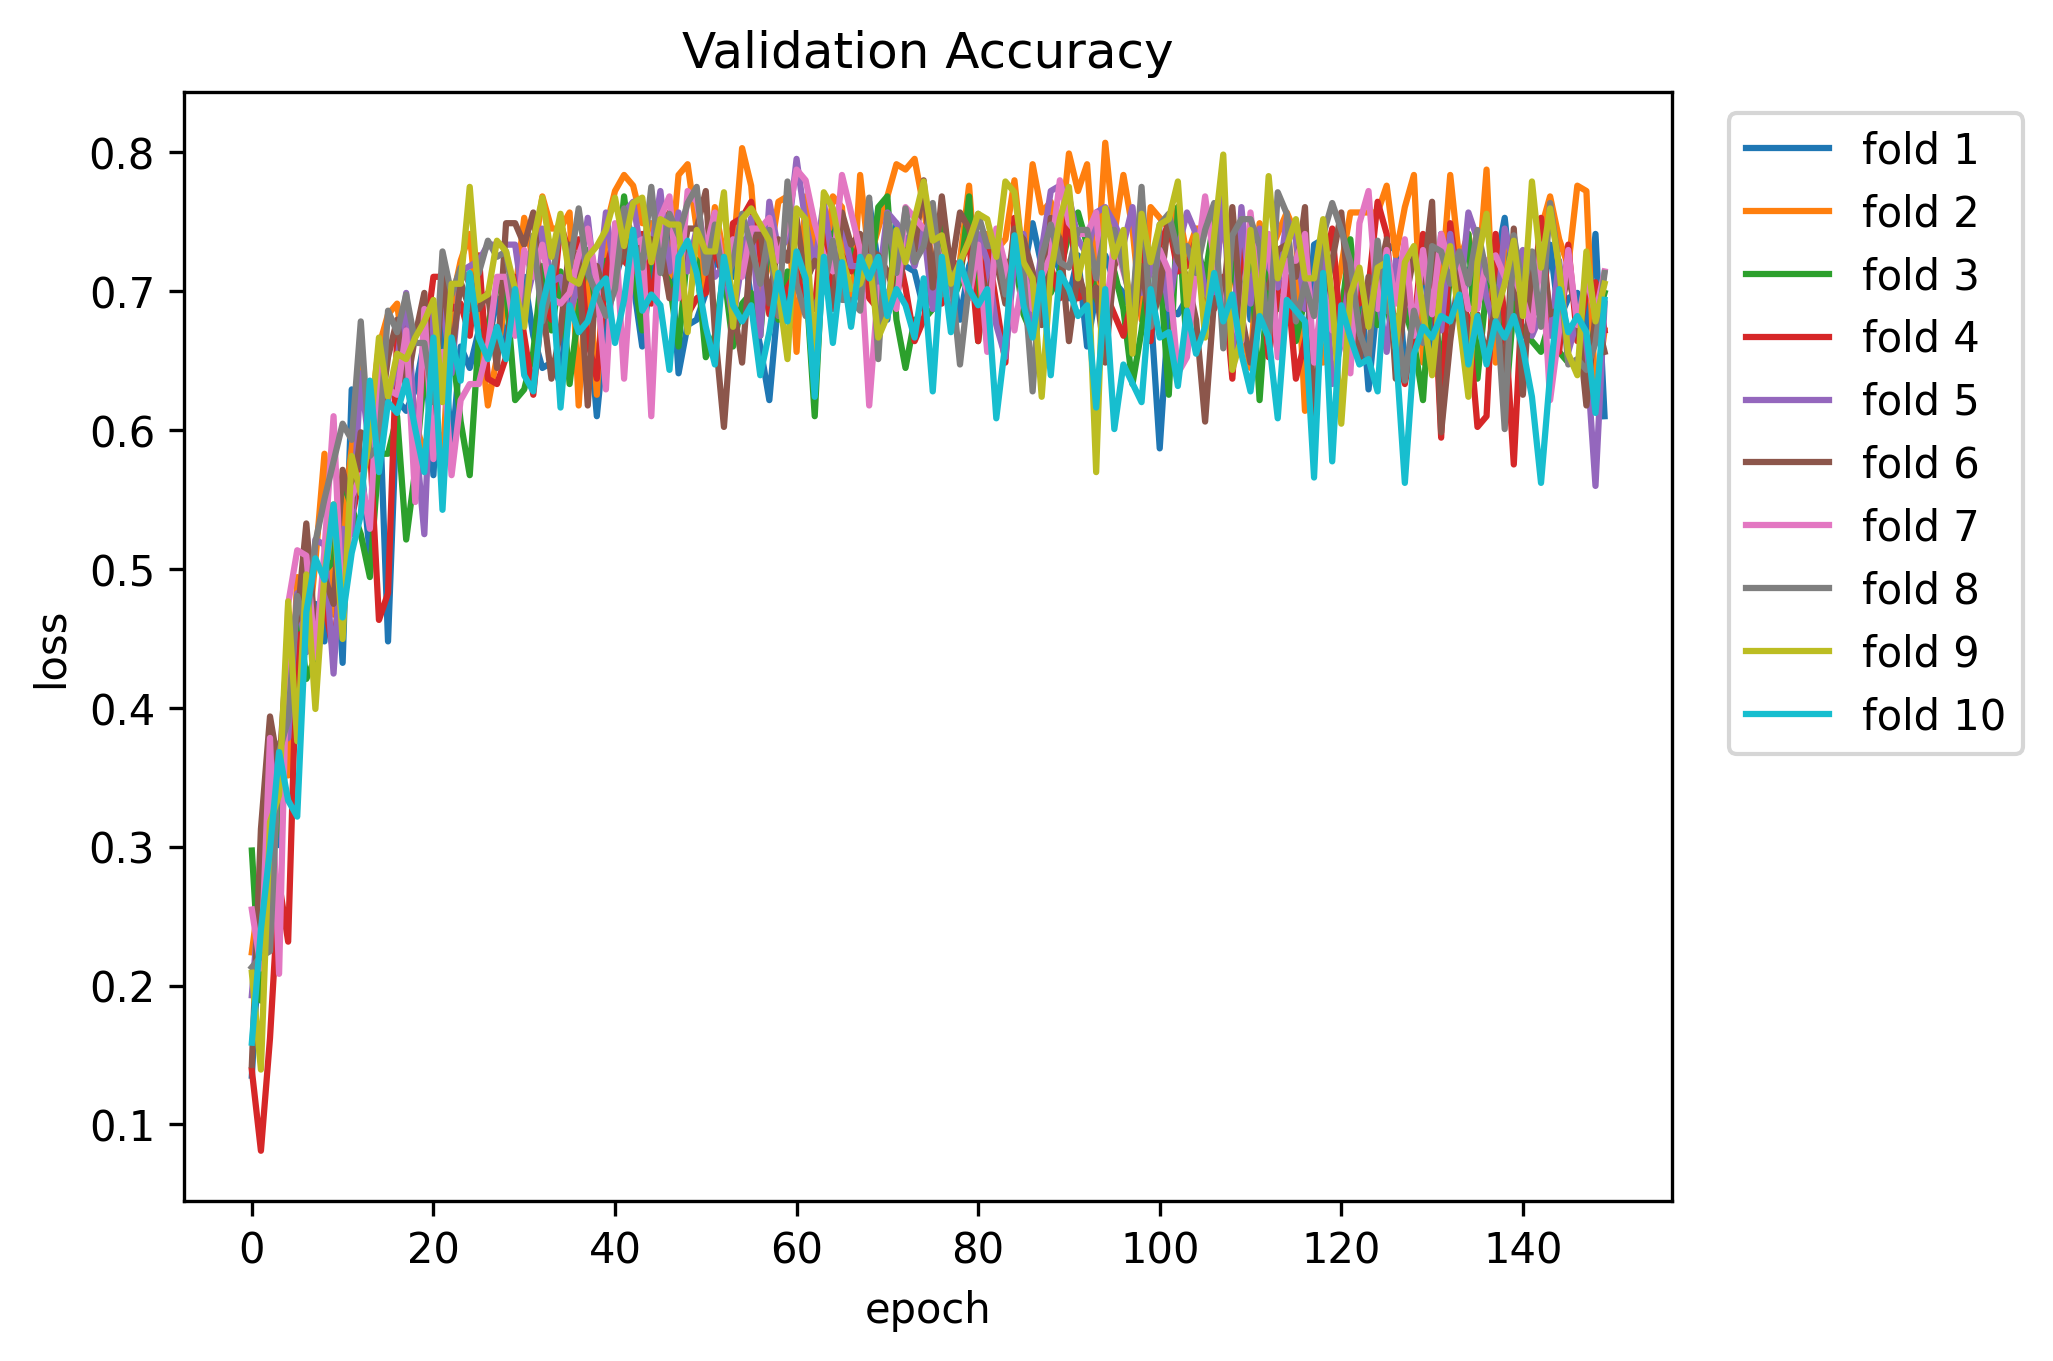 Validation Accuracy
0.8
0.7
0.6
0.5
0.4
0.3
0.2
0.1
loss
0 20 40 60 80 100 120 140
epoch
fold 1
fold 2
fold 3
fold 4
fold 5
fold 6
fold 7
fold 8
fold 9
fold 10